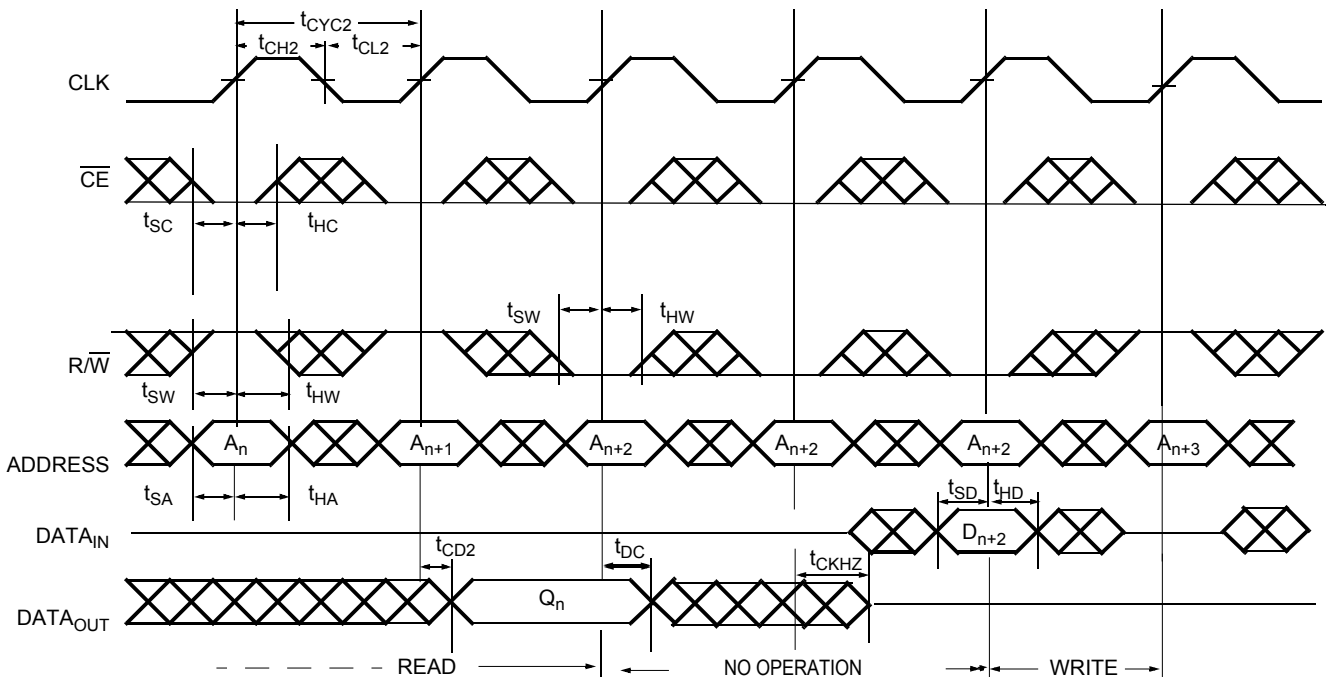 tCYC2
tCH2 tCL2
CLK
CE
tSC tHC
tSW tHW
R/W
tSW tHW
An An+1 An+2 An+2 An+2 An+3
ADDRESS
tSA tHA tSD tHD
DATAIN Dn+2
tCD2 tDC tCKHZ
Qn
DATAOUT
READ NO OPERATION WRITE